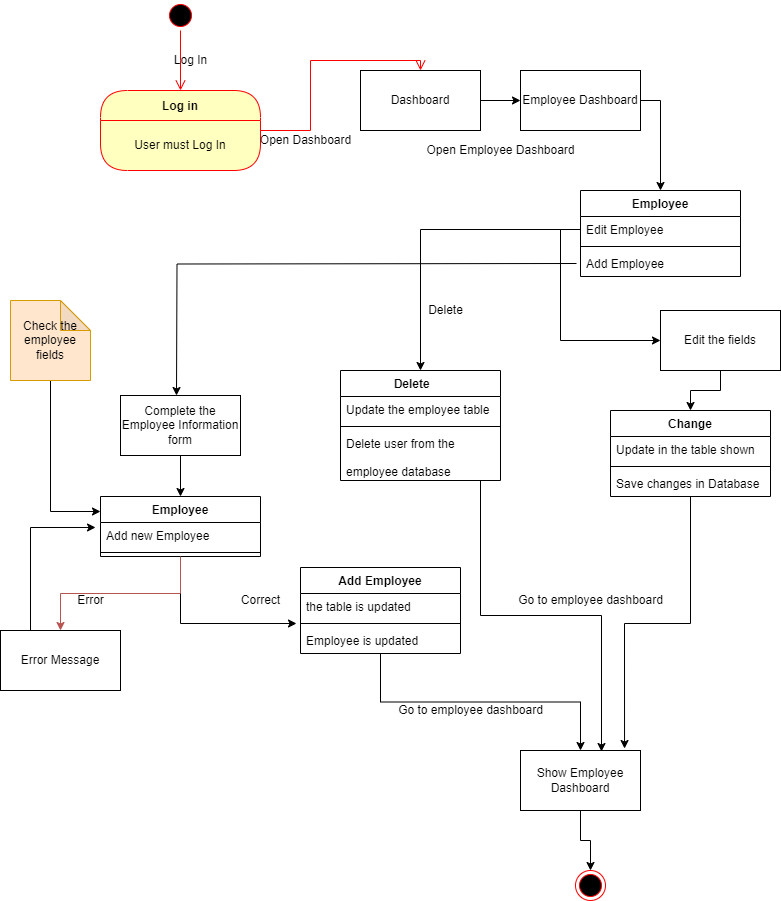 Log In
Log in
User must Log In
Open Dashboard
Dashboard
Employee Dashboard
Open Employee Dashboard
Employee
Edit Employee
Add Employee
Delete
Check the
employee
fields
Edit the fields
Complete the
Employee Information
form
Delete
Update the employee table
Delete user from the
employee database
Change
Update in the table shown
Save changes in Database
Employee
Add new Employee
Error
Correct
Error Message
Add Employee
the table is updated
Employee is updated
Go to employee dashboard
Go to employee dashboard
Show Employee
Dashboard